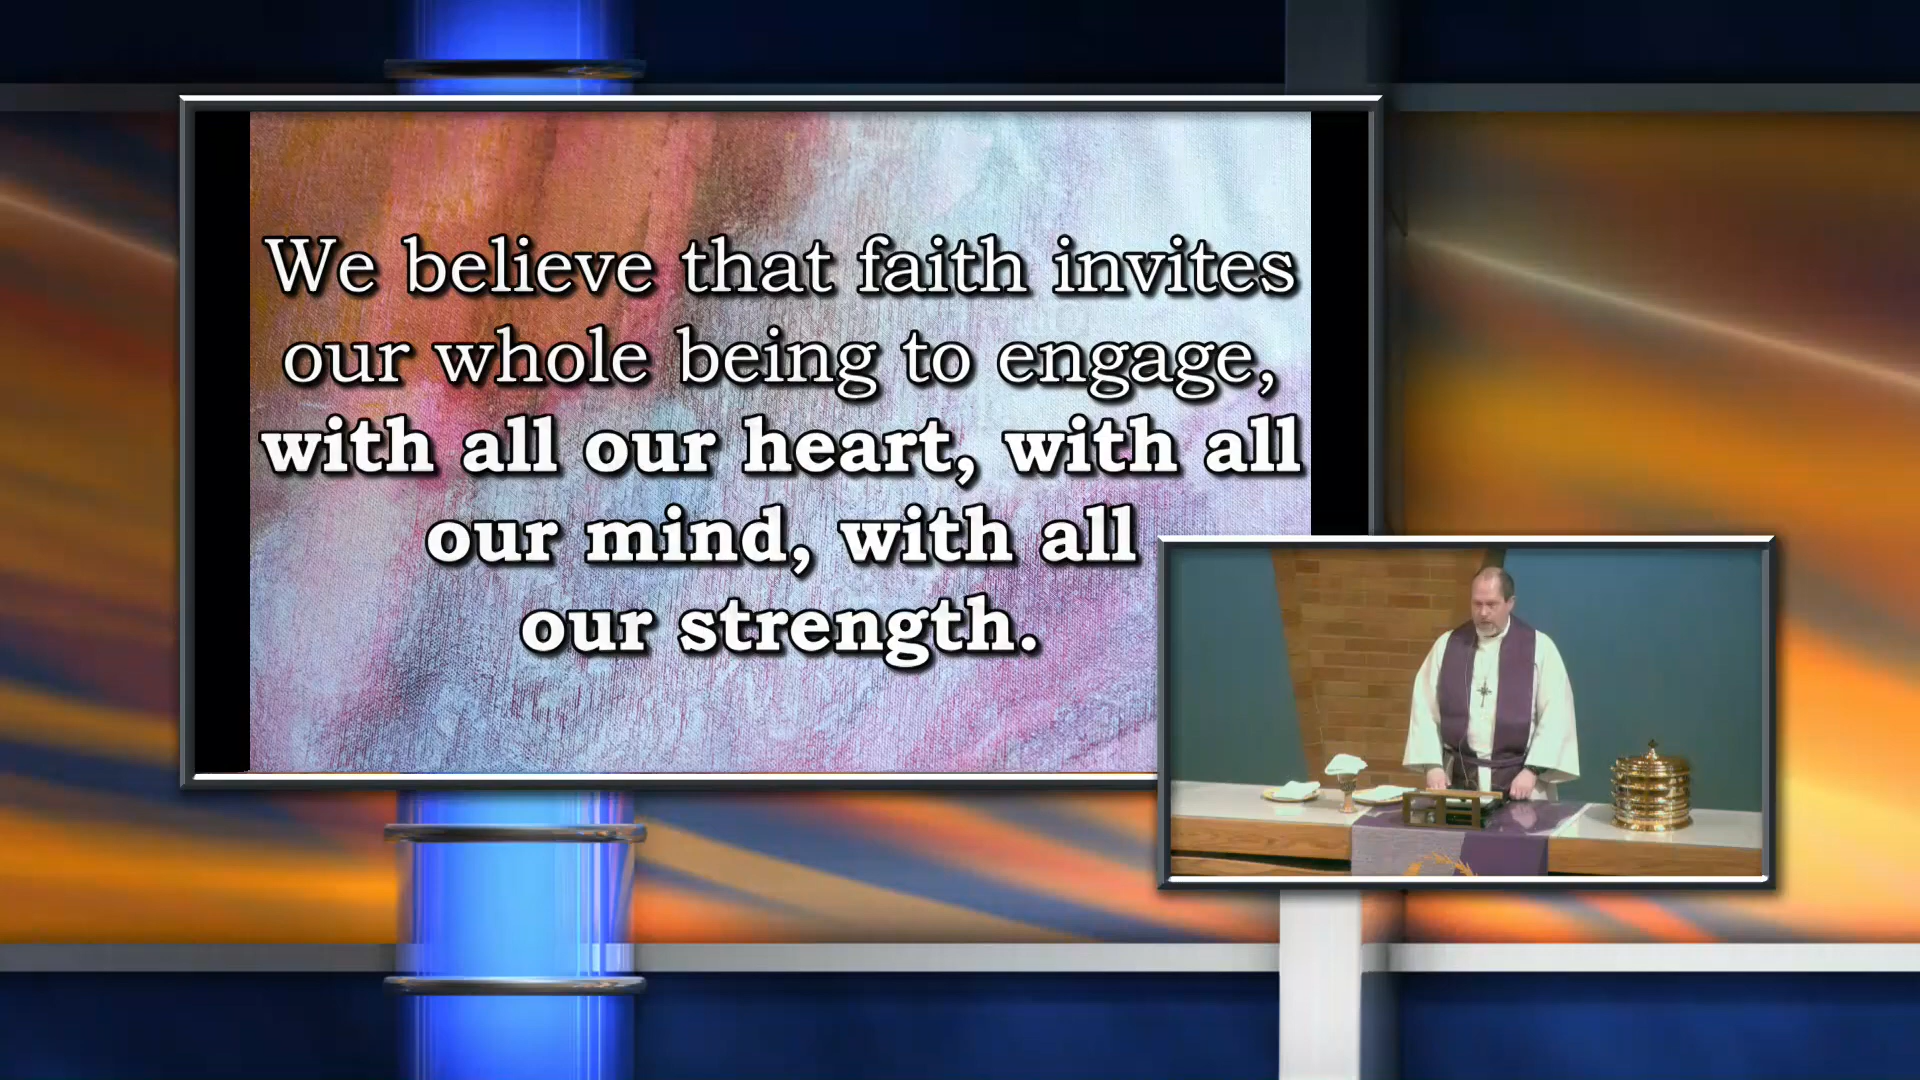 We believe that faith invites
our whole being to engage,
with all our heart, with all
our mind, with all
our strength.